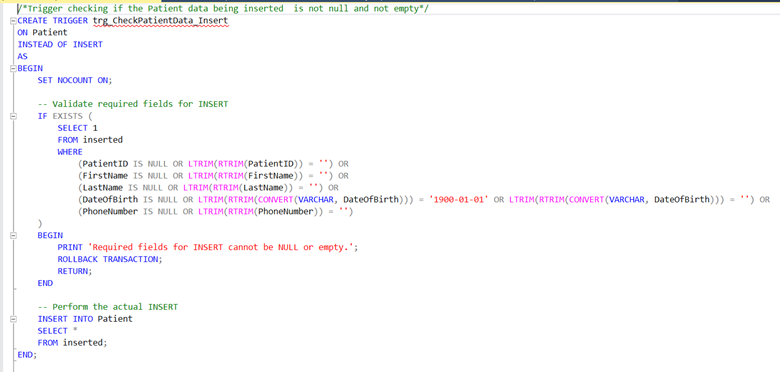 /*Trigger checking if the Patient data being inserted  is not null and not empty*/
CREATE TRIGGER trg_CheckPatientData_Insert
ON Patient
INSTEAD OF INSERT
AS
BEGIN
    SET NOCOUNT ON;

    -- Validate required fields for INSERT
    IF EXISTS (
        SELECT 1
        FROM inserted
        WHERE
            (PatientID IS NULL OR LTRIM(RTRIM(PatientID)) = '') OR
            (FirstName IS NULL OR LTRIM(RTRIM(FirstName)) = '') OR
            (LastName IS NULL OR LTRIM(RTRIM(LastName)) = '') OR
            (DateOfBirth IS NULL OR LTRIM(RTRIM(CONVERT(VARCHAR, DateOfBirth))) = '1900-01-01' OR LTRIM(RTRIM(CONVERT(VARCHAR, DateOfBirth))) = '') OR
            (PhoneNumber IS NULL OR LTRIM(RTRIM(PhoneNumber)) = '')
    )
    BEGIN
        PRINT 'Required fields for INSERT cannot be NULL or empty.';
        ROLLBACK TRANSACTION;
        RETURN;
    END

    -- Perform the actual INSERT
    INSERT INTO Patient
    SELECT *
    FROM inserted;
END;